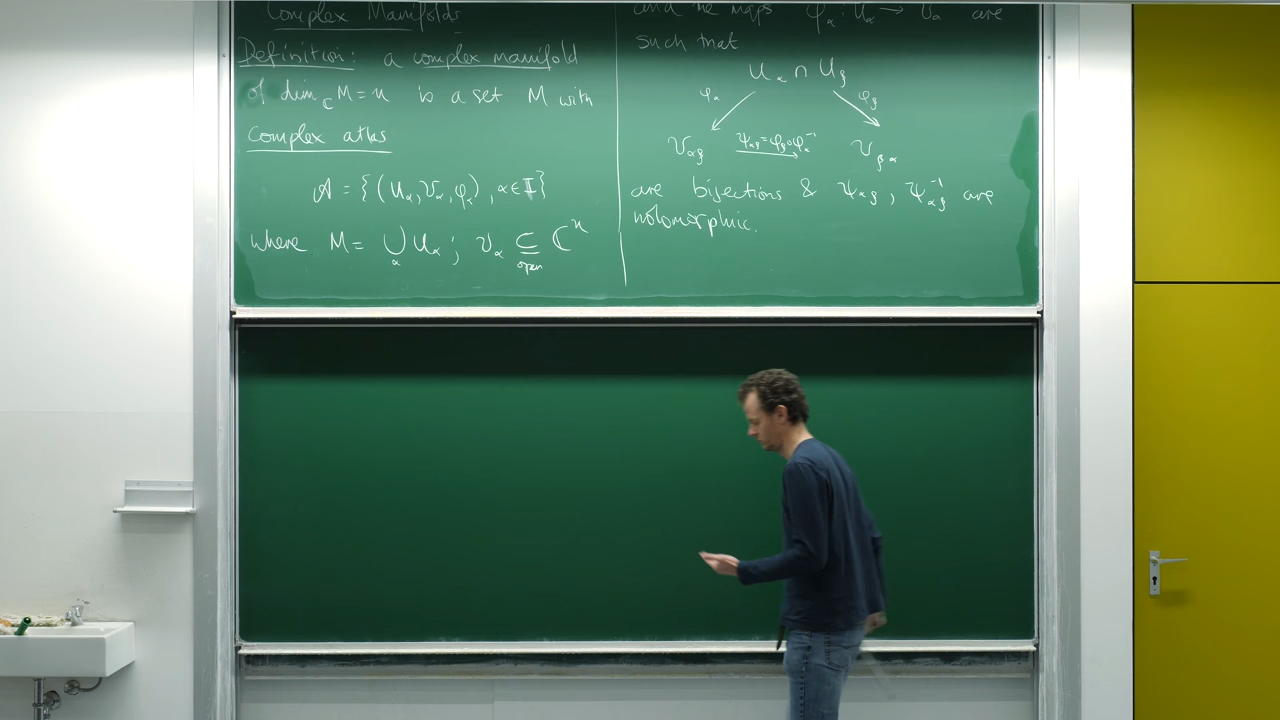 Complex Manifolds
Definition: a complex manifold
of dim_ℂ M = n is a set M with
complex atlas
𝒜 = {(U_α, V_α, φ_α), α ∈ I}
where M = ⋃_α U_α ; V_α ⊆_open ℂⁿ
and the maps φ_α : U_α → V_α are
such that
U_α ∩ U_β
φ_α φ_β
V_αβ ψ_αβ = φ_β ∘ φ_α⁻¹ V_βα
are bijections & ψ_αβ , ψ_αβ⁻¹ are
holomorphic.